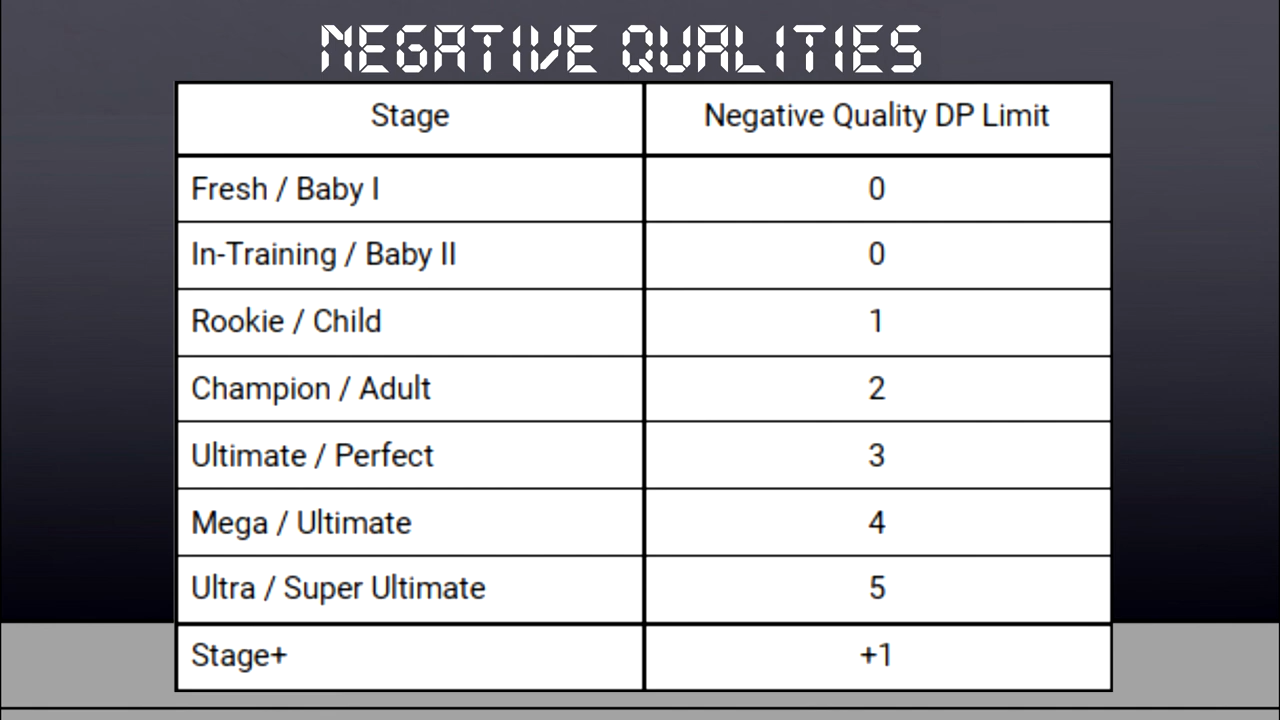 NEGATIVE QUALITIES
Stage Negative Quality DP Limit
Fresh / Baby I 0
In-Training / Baby II 0
Rookie / Child 1
Champion / Adult 2
Ultimate / Perfect 3
Mega / Ultimate 4
Ultra / Super Ultimate 5
Stage+ +1